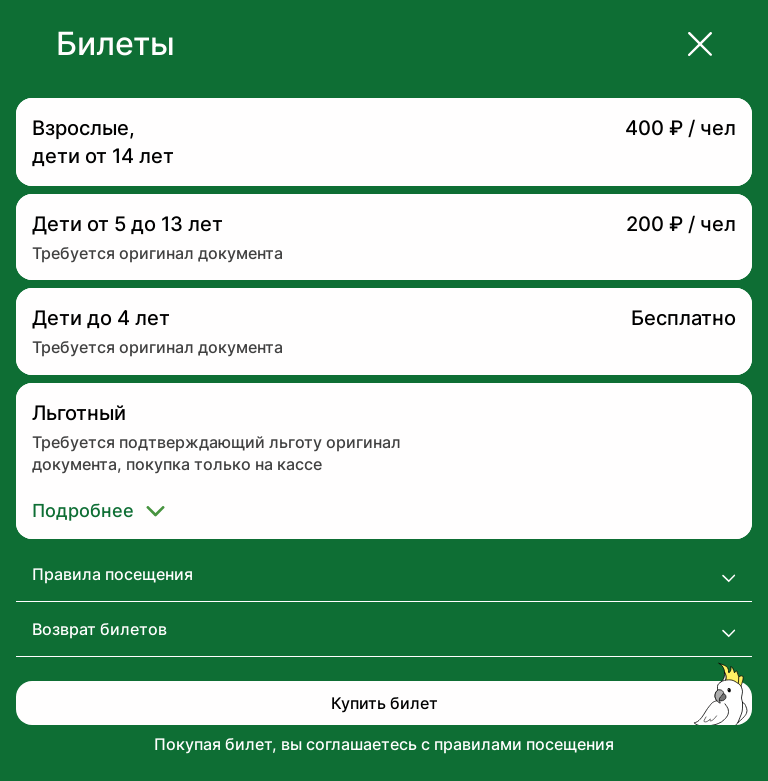 Билеты
Взрослые,
дети от 14 лет
400 ₽ / чел
Дети от 5 до 13 лет
200 ₽ / чел
Требуется оригинал документа
Дети до 4 лет
Бесплатно
Требуется оригинал документа
Льготный
Требуется подтверждающий льготу оригинал
документа, покупка только на кассе
Подробнее
Правила посещения
Возврат билетов
Купить билет
Покупая билет, вы соглашаетесь с правилами посещения